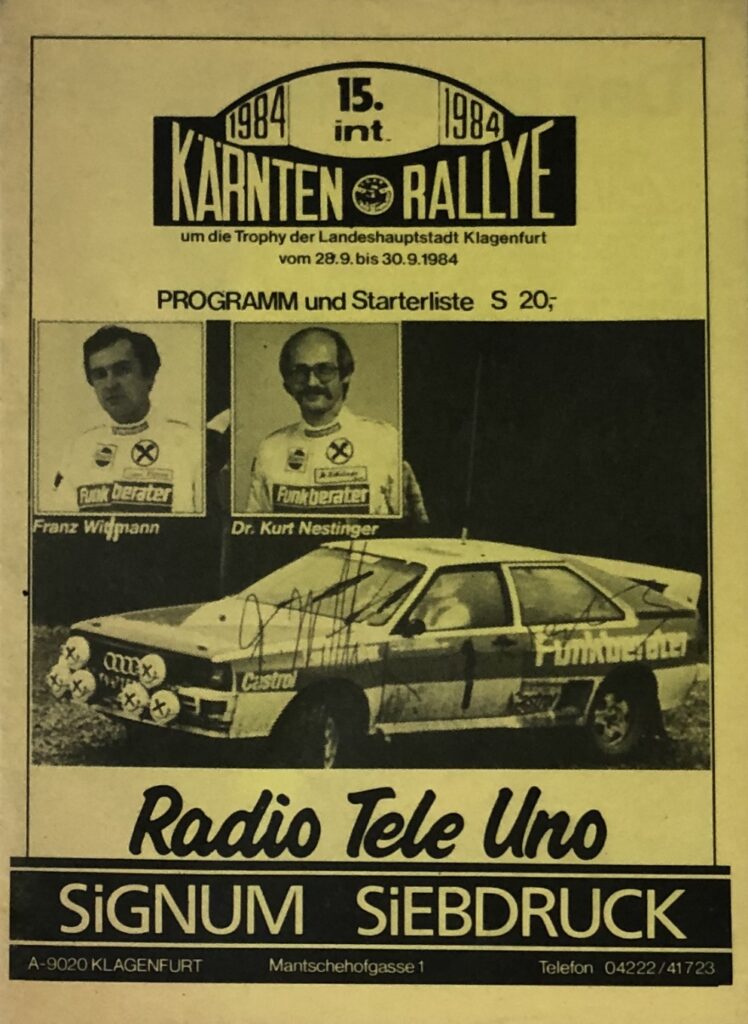 1984 15. 1984
int.
KÄRNTEN RALLYE
um die Trophy der Landeshauptstadt Klagenfurt
vom 28.9. bis 30.9.1984
PROGRAMM und Starterliste S 20,-
Funkberater
Funkberater
Franz Wittmann
Dr. Kurt Nestinger
Audi
Castrol
1
Funkberater
Radio Tele Uno
SiGNUM SiEBDRUCK
A-9020 KLAGENFURT Mantschehofgasse 1 Telefon 04222/41723